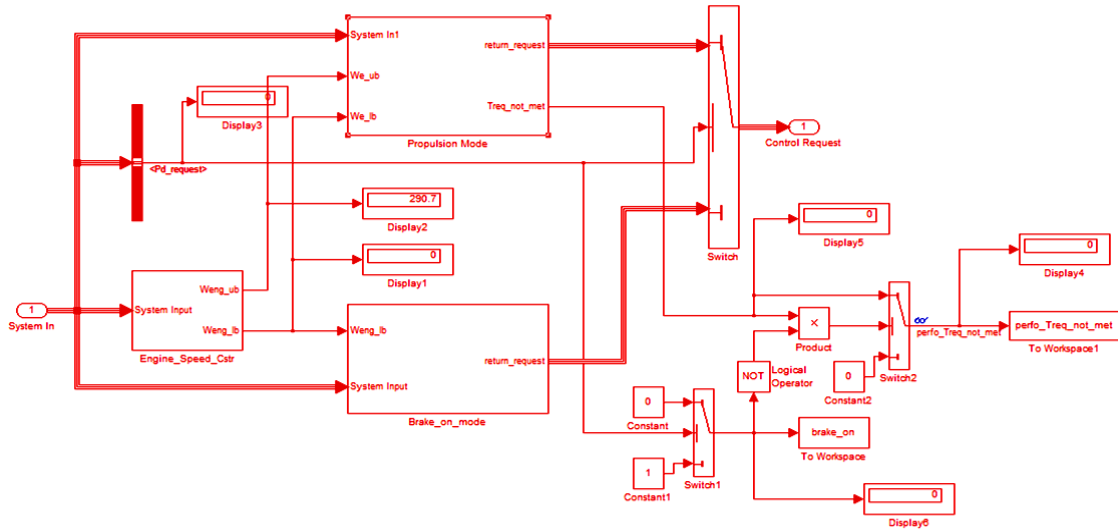 System In1
We_ub
We_lb
return_request
Treq_not_met
Propulsion Mode
0
Display3
<Pd_request>
1
Control Request
290.7
Display2
0
Display1
Switch
0
Display5
0
Display4
1
System In
System Input
Weng_ub
Weng_lb
Engine_Speed_Cstr
Weng_lb
System Input
return_request
Brake_on_mode
×
Product
perfo_Treq_not_met
perfo_Treq_not_met
To Workspace1
NOT
Logical
Operator
0
Constant2
Switch2
0
Constant
1
Constant1
Switch1
brake_on
To Workspace
0
Display6